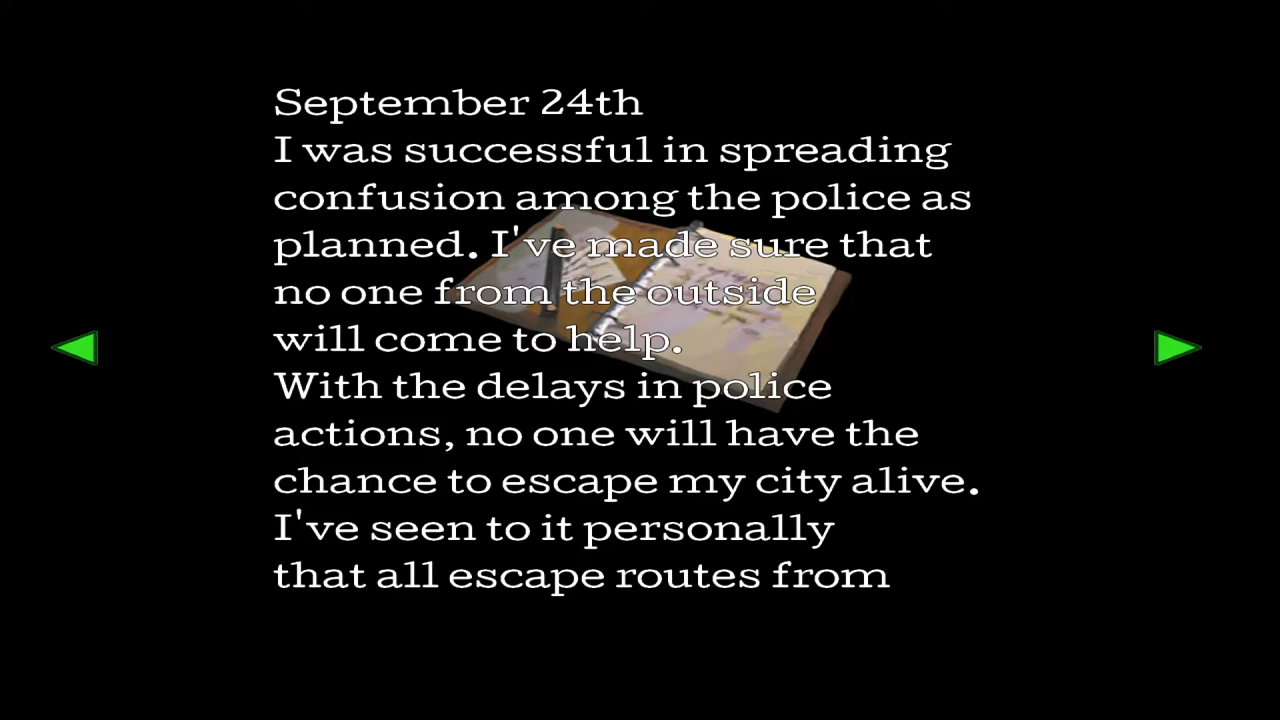 September 24th
I was successful in spreading
confusion among the police as
planned. I've made sure that
no one from the outside
will come to help.
With the delays in police
actions, no one will have the
chance to escape my city alive.
I've seen to it personally
that all escape routes from